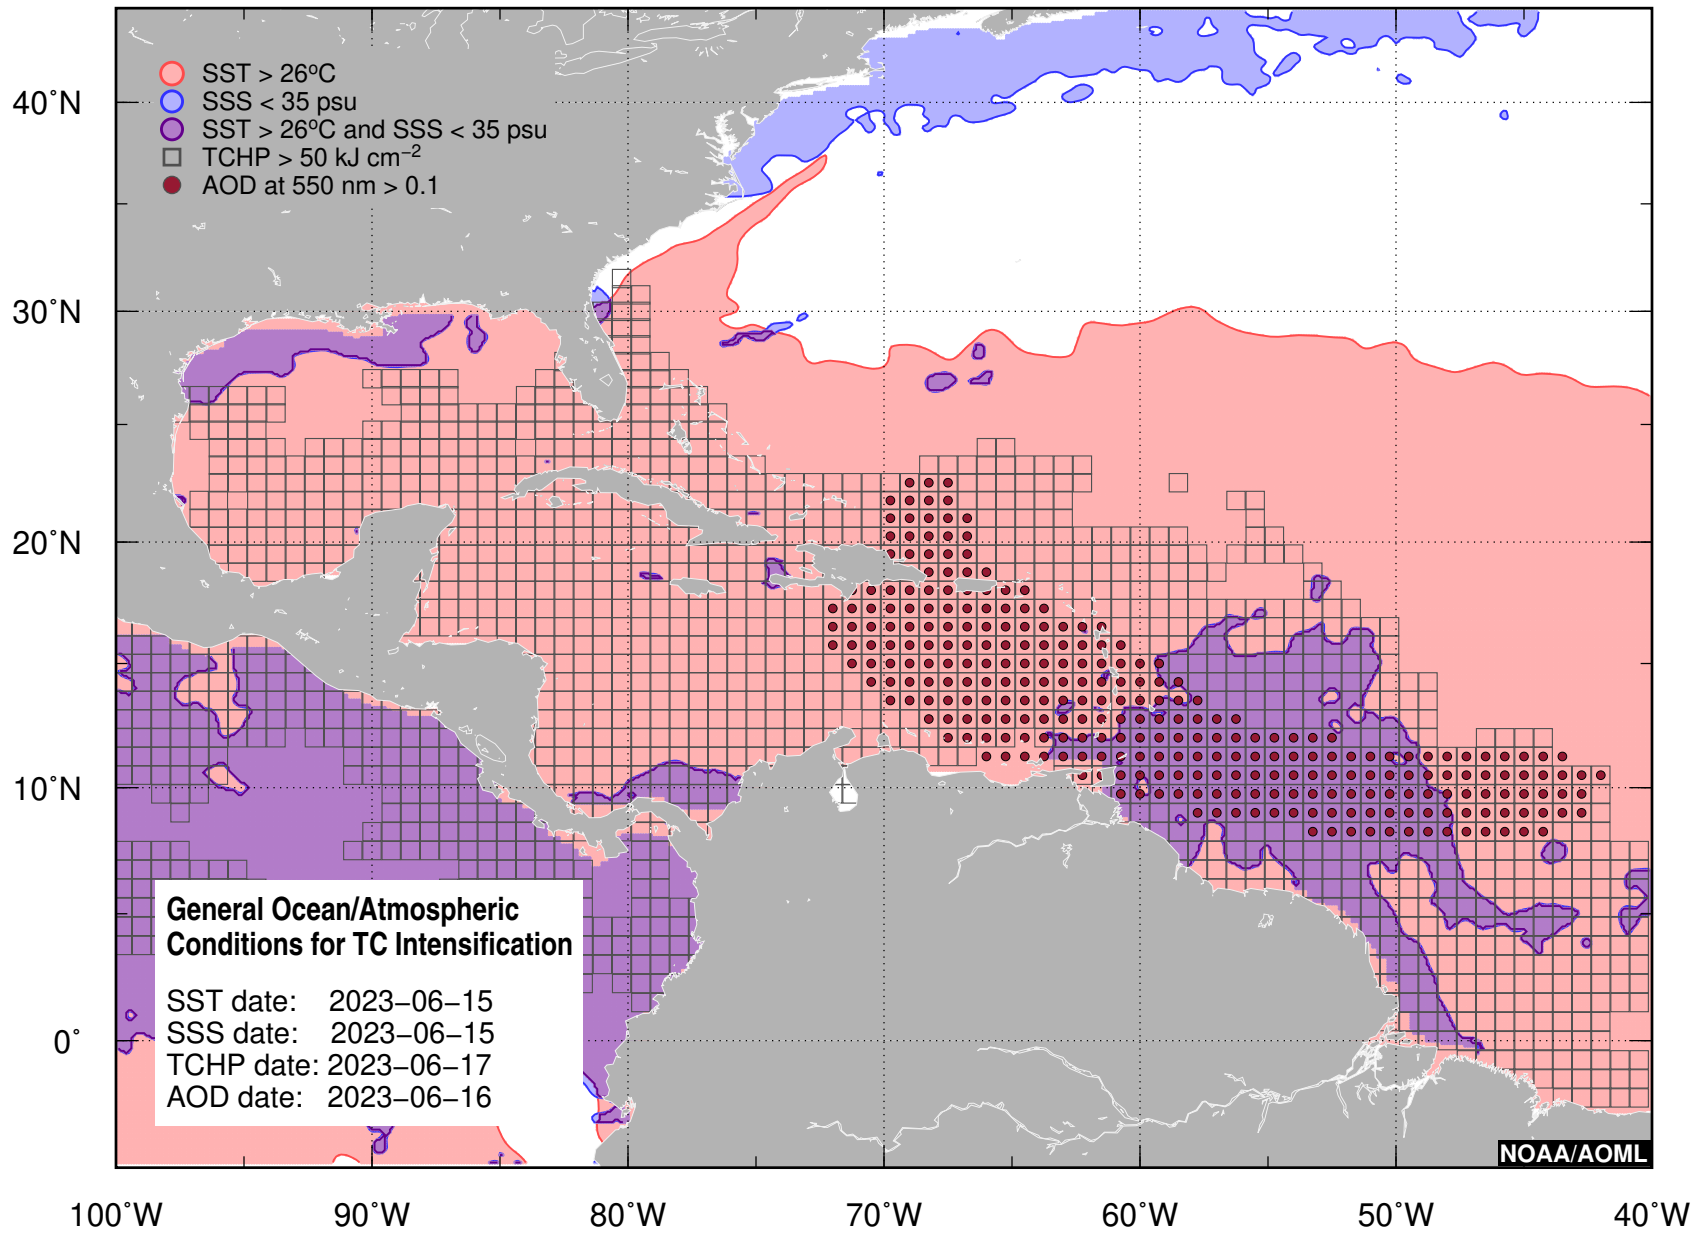 SST > 26ºC
SSS < 35 psu
SST > 26ºC and SSS < 35 psu
TCHP > 50 kJ cm⁻²
AOD at 550 nm > 0.1
40˚N
30˚N
20˚N
10˚N
0˚
General Ocean/Atmospheric
Conditions for TC Intensification
SST date: 2023−06−15
SSS date: 2023−06−15
TCHP date: 2023−06−17
AOD date: 2023−06−16
NOAA/AOML
100˚W 90˚W 80˚W 70˚W 60˚W 50˚W 40˚W